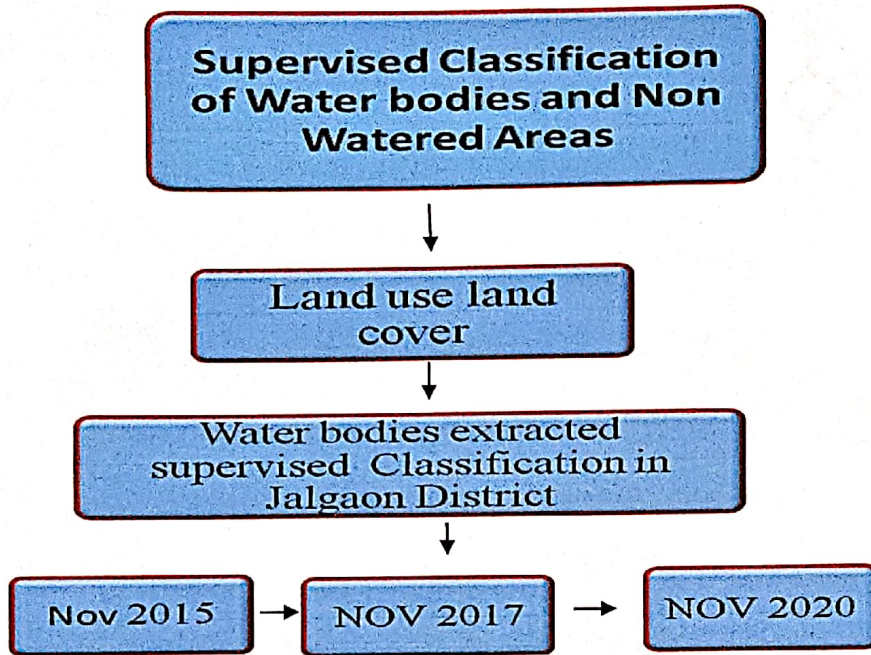 Supervised Classification
of Water bodies and Non
Watered Areas
Land use land
cover
Water bodies extracted
supervised Classification in
Jalgaon District
Nov 2015
NOV 2017
NOV 2020